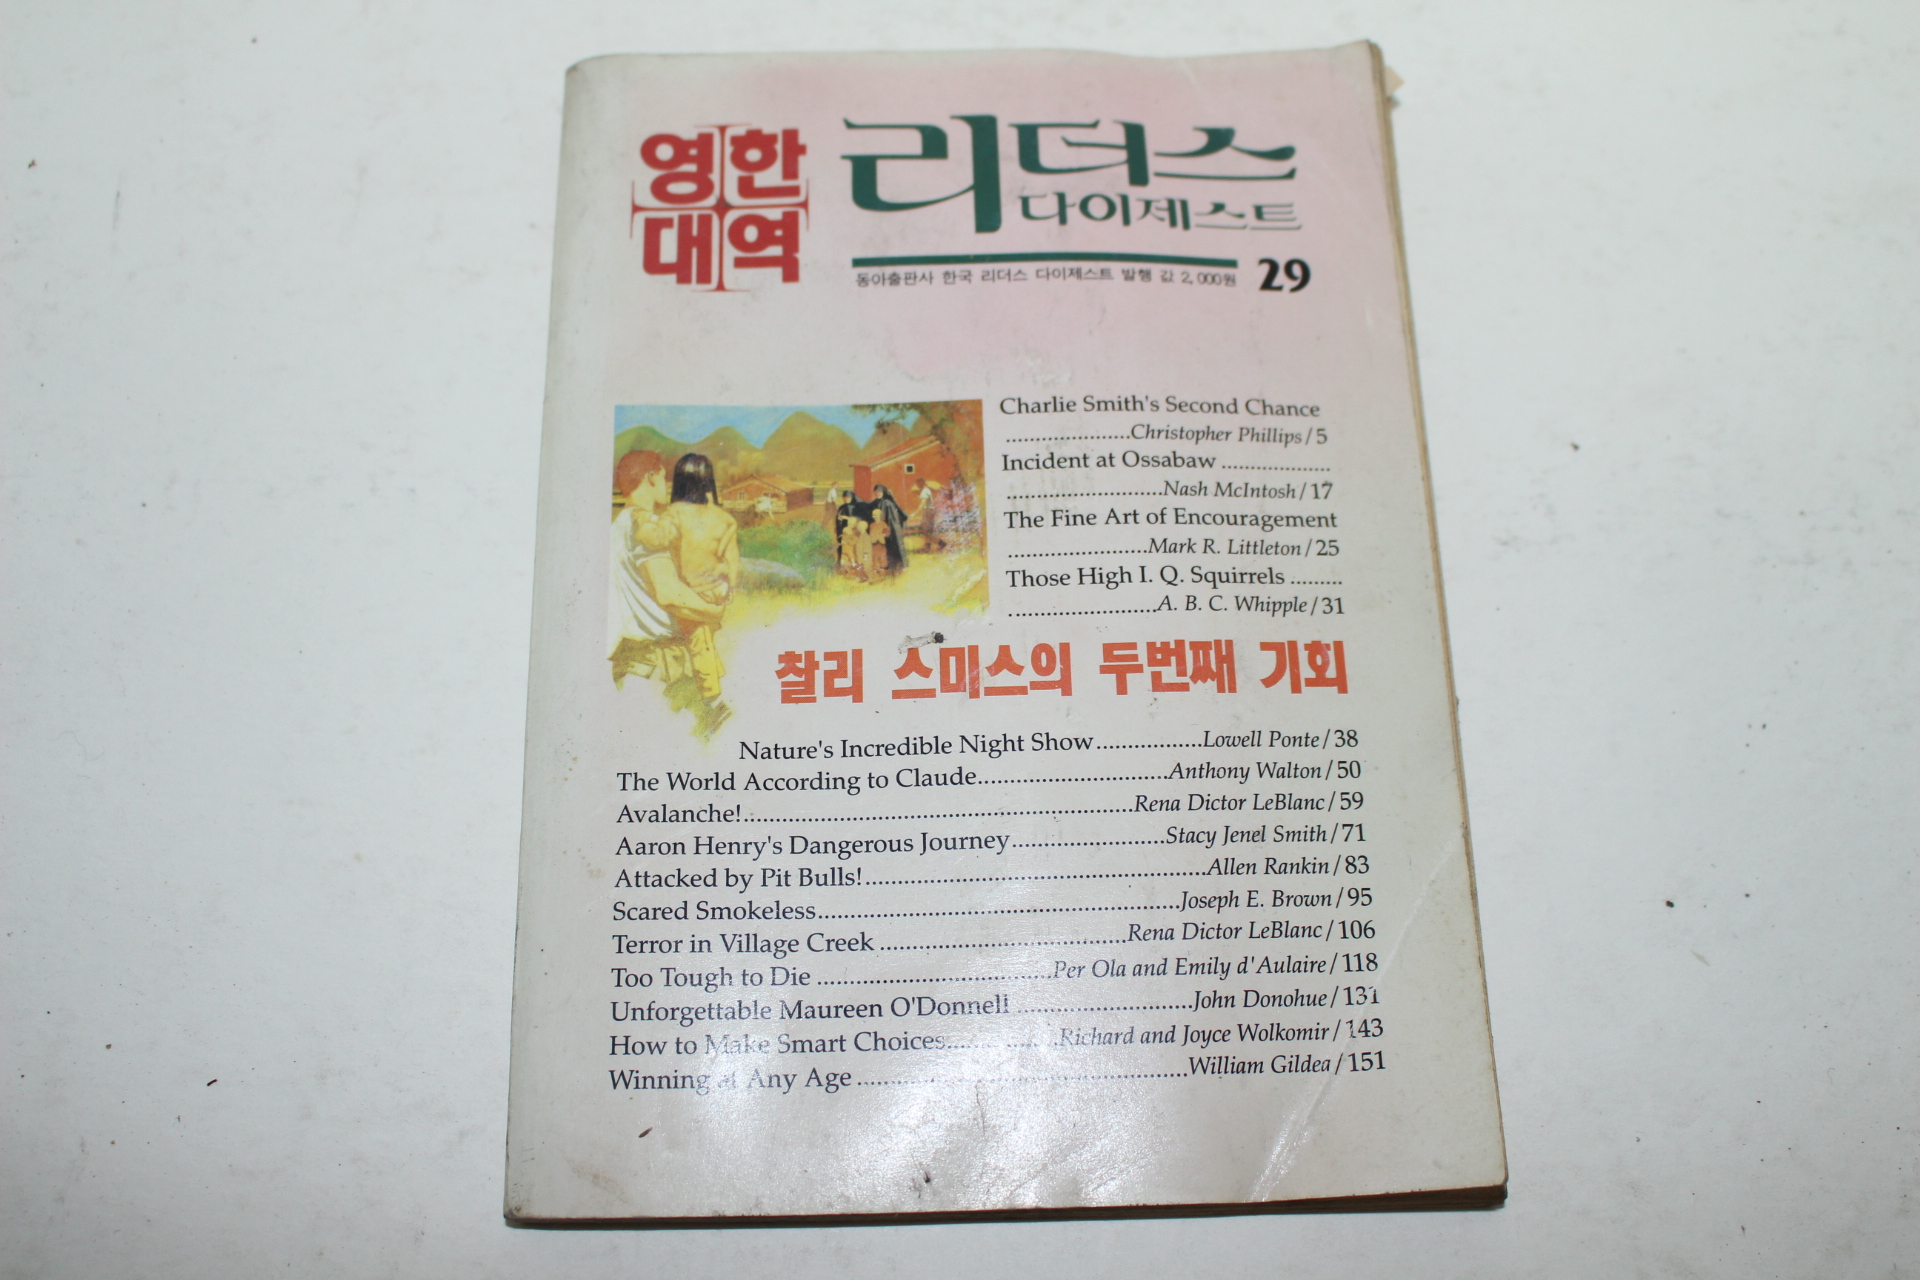 영한
대역
리더스
다이제스트
동아출판사 한국 리더스 다이제스트 발행 값 2,000원 29
Charlie Smith's Second Chance
......................Christopher Phillips/5
Incident at Ossabaw ...................
...........................Nash McIntosh/17
The Fine Art of Encouragement
........................Mark R. Littleton/25
Those High I. Q. Squirrels .........
.........................A. B. C. Whipple/31
찰리 스미스의 두번째 기회
Nature's Incredible Night Show.................Lowell Ponte/38
The World According to Claude..............................Anthony Walton/50
Avalanche!..............................................................Rena Dictor LeBlanc/59
Aaron Henry's Dangerous Journey........................Stacy Jenel Smith/71
Attacked by Pit Bulls!......................................................Allen Rankin/83
Scared Smokeless.........................................................Joseph E. Brown/95
Terror in Village Creek .......................................Rena Dictor LeBlanc/106
Too Tough to Die .....................................Per Ola and Emily d'Aulaire/118
Unforgettable Maureen O'Donnell ............................John Donohue/131
How to Make Smart Choices..................Richard and Joyce Wolkomir/143
Winning at Any Age ....................................................William Gildea/151